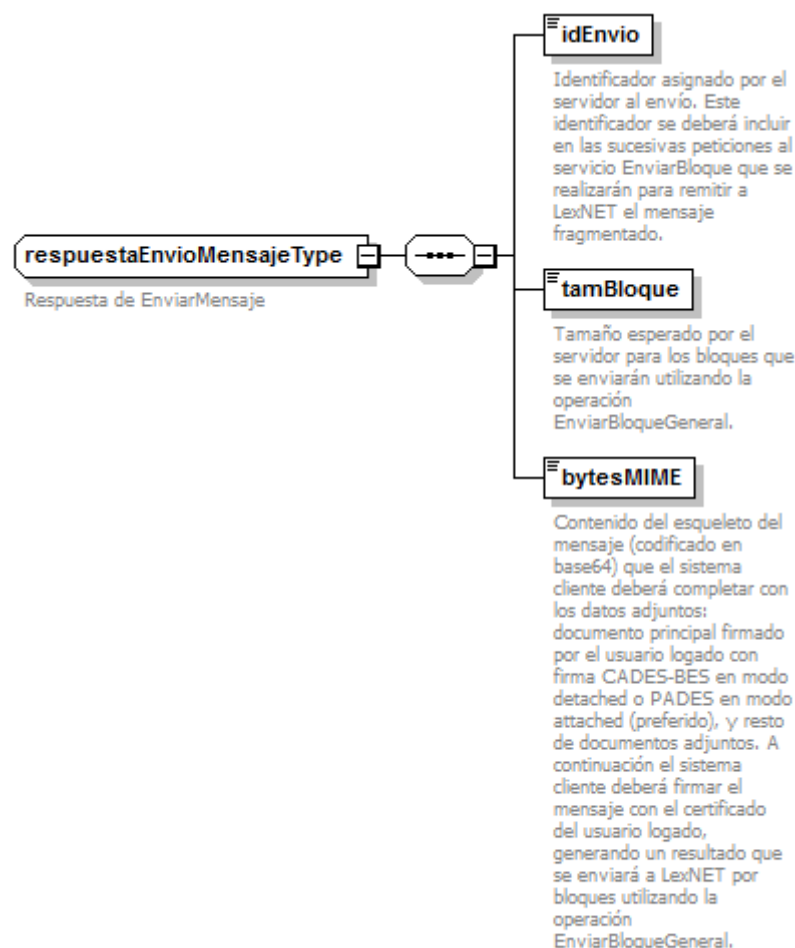 idEnvio
Identificador asignado por el
servidor al envío. Este
identificador se deberá incluir
en las sucesivas peticiones al
servicio EnviarBloque que se
realizarán para remitir a
LexNET el mensaje
fragmentado.
respuestaEnvioMensajeType
Respuesta de EnviarMensaje
tamBloque
Tamaño esperado por el
servidor para los bloques que
se enviarán utilizando la
operación
EnviarBloqueGeneral.
bytesMIME
Contenido del esqueleto del
mensaje (codificado en
base64) que el sistema
cliente deberá completar con
los datos adjuntos:
documento principal firmado
por el usuario logado con
firma CADES-BES en modo
detached o PADES en modo
attached (preferido), y resto
de documentos adjuntos. A
continuación el sistema
cliente deberá firmar el
mensaje con el certificado
del usuario logado,
generando un resultado que
se enviará a LexNET por
bloques utilizando la
operación
EnviarBloqueGeneral.